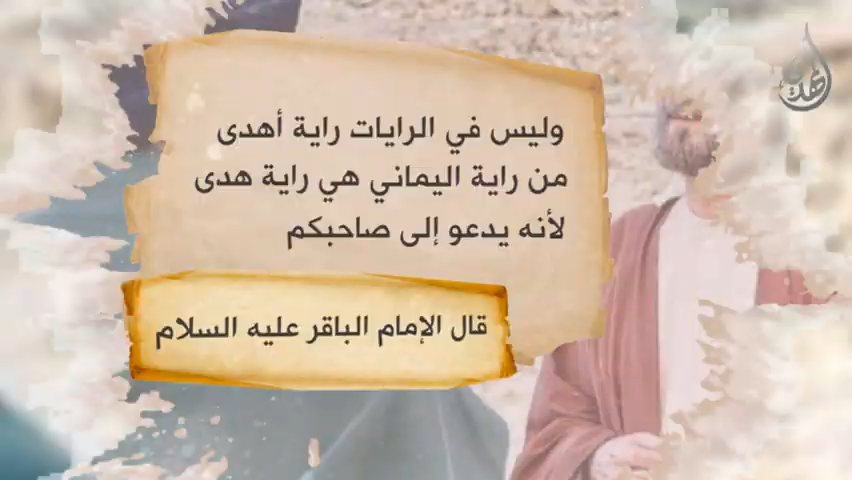 وليس في الرايات راية أهدى
من راية اليماني هي راية هدى
لأنه يدعو إلى صاحبكم
قال الإمام الباقر عليه السلام